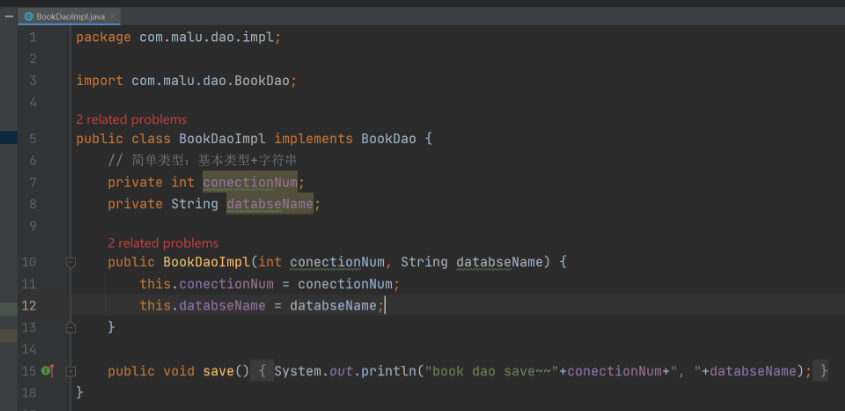 BookDaoImpl.java
1 package com.malu.dao.impl;
2
3 import com.malu.dao.BookDao;
4
2 related problems
5 public class BookDaoImpl implements BookDao {
6 // 简单类型：基本类型+字符串
7 private int conectionNum;
8 private String databseName;
9
2 related problems
10 public BookDaoImpl(int conectionNum, String databseName) {
11 this.conectionNum = conectionNum;
12 this.databseName = databseName;
13 }
14
15 public void save() { System.out.println("book dao save~~"+conectionNum+", "+databseName); }
18 }